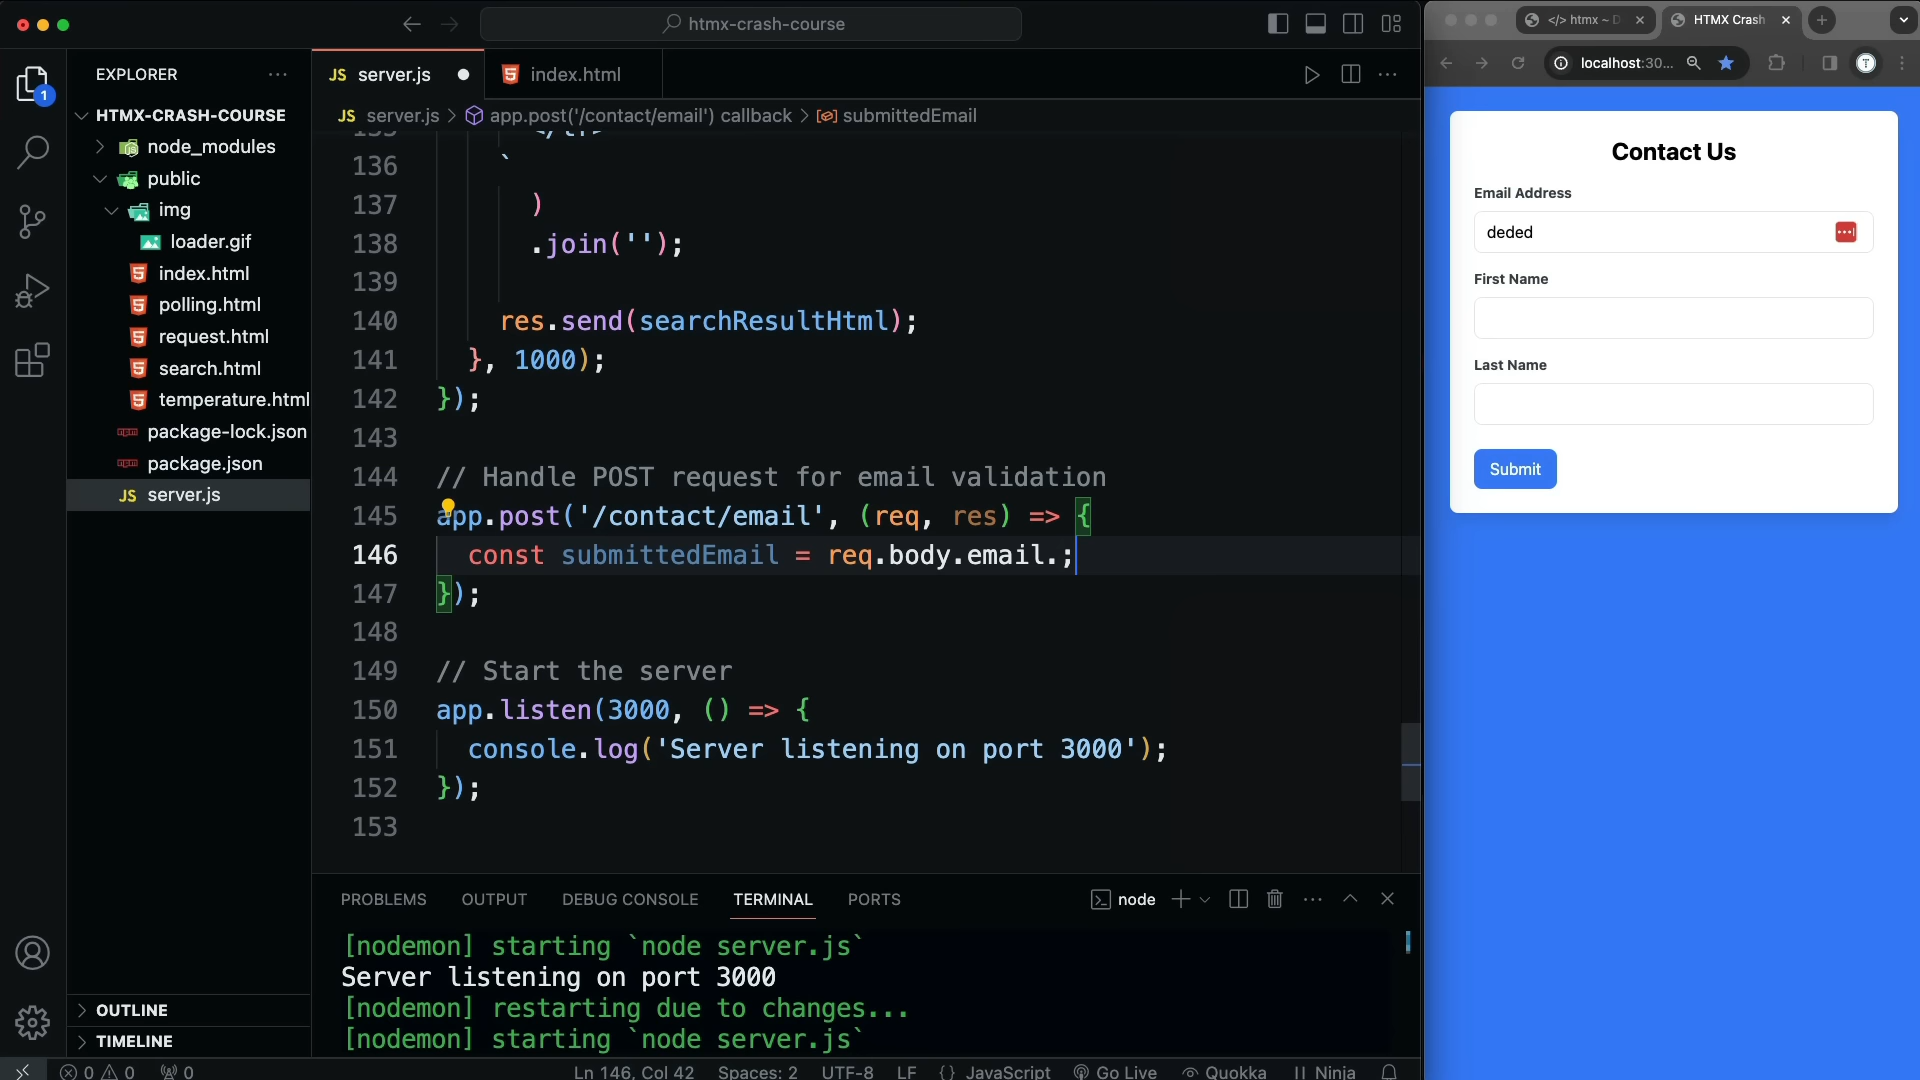 htmx-crash-course
EXPLORER
1
HTMX-CRASH-COURSE
node_modules
public
img
loader.gif
index.html
polling.html
request.html
search.html
temperature.html
package-lock.json
package.json
JS server.js
OUTLINE
TIMELINE
JS server.js
index.html
JS server.js > app.post('/contact/email') callback > submittedEmail
136 `
137 )
138 .join('');
139
140 res.send(searchResultHtml);
141 }, 1000);
142 });
143
144 // Handle POST request for email validation
145 app.post('/contact/email', (req, res) => {
146 const submittedEmail = req.body.email.;
147 });
148
149 // Start the server
150 app.listen(3000, () => {
151 console.log('Server listening on port 3000');
152 });
153
PROBLEMS OUTPUT DEBUG CONSOLE TERMINAL PORTS
node
[nodemon] starting `node server.js`
Server listening on port 3000
[nodemon] restarting due to changes...
[nodemon] starting `node server.js`
0 0 0
Ln 146, Col 42 Spaces: 2 UTF-8 LF {} JavaScript Go Live Quokka Ninja
</> htmx ~ D
HTMX Crash
localhost:30...
T
Contact Us
Email Address
deded
First Name
Last Name
Submit